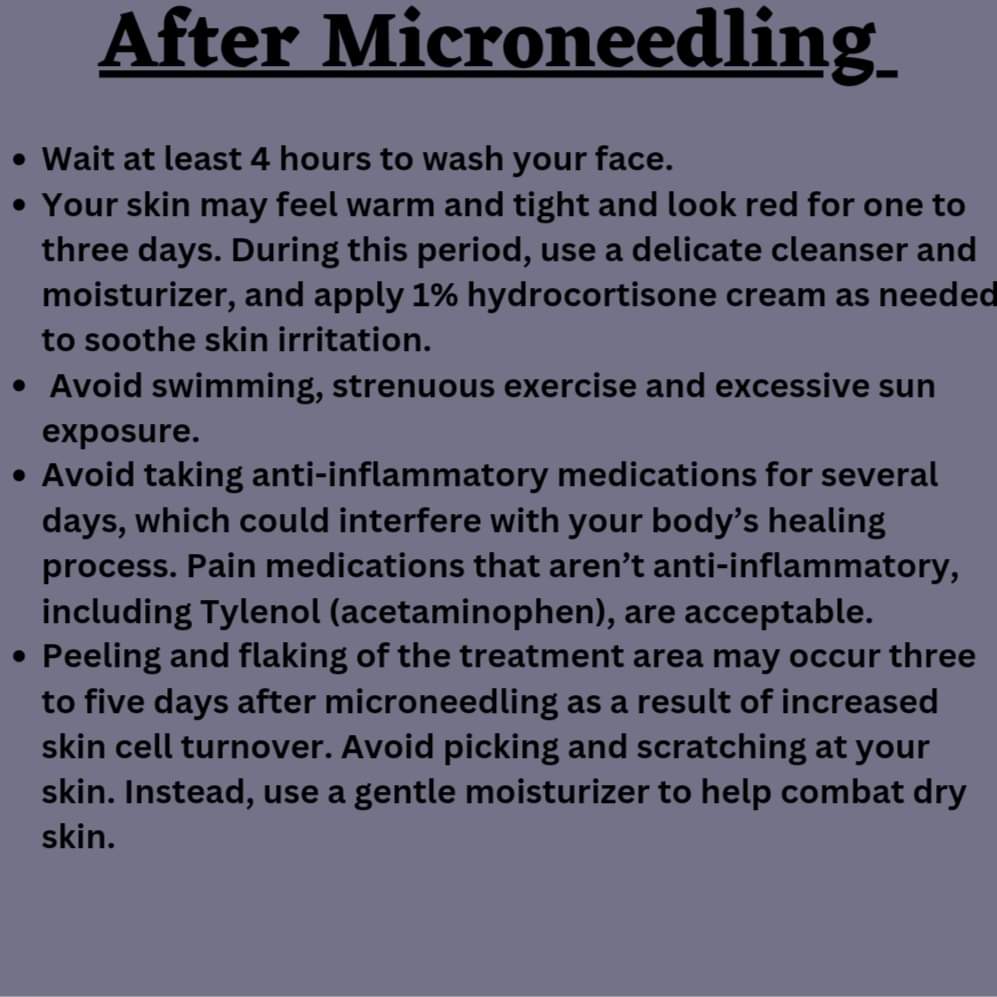 After Microneedling
• Wait at least 4 hours to wash your face.
• Your skin may feel warm and tight and look red for one to
three days. During this period, use a delicate cleanser and
moisturizer, and apply 1% hydrocortisone cream as needed
to soothe skin irritation.
• Avoid swimming, strenuous exercise and excessive sun
exposure.
• Avoid taking anti-inflammatory medications for several
days, which could interfere with your body’s healing
process. Pain medications that aren’t anti-inflammatory,
including Tylenol (acetaminophen), are acceptable.
• Peeling and flaking of the treatment area may occur three
to five days after microneedling as a result of increased
skin cell turnover. Avoid picking and scratching at your
skin. Instead, use a gentle moisturizer to help combat dry
skin.